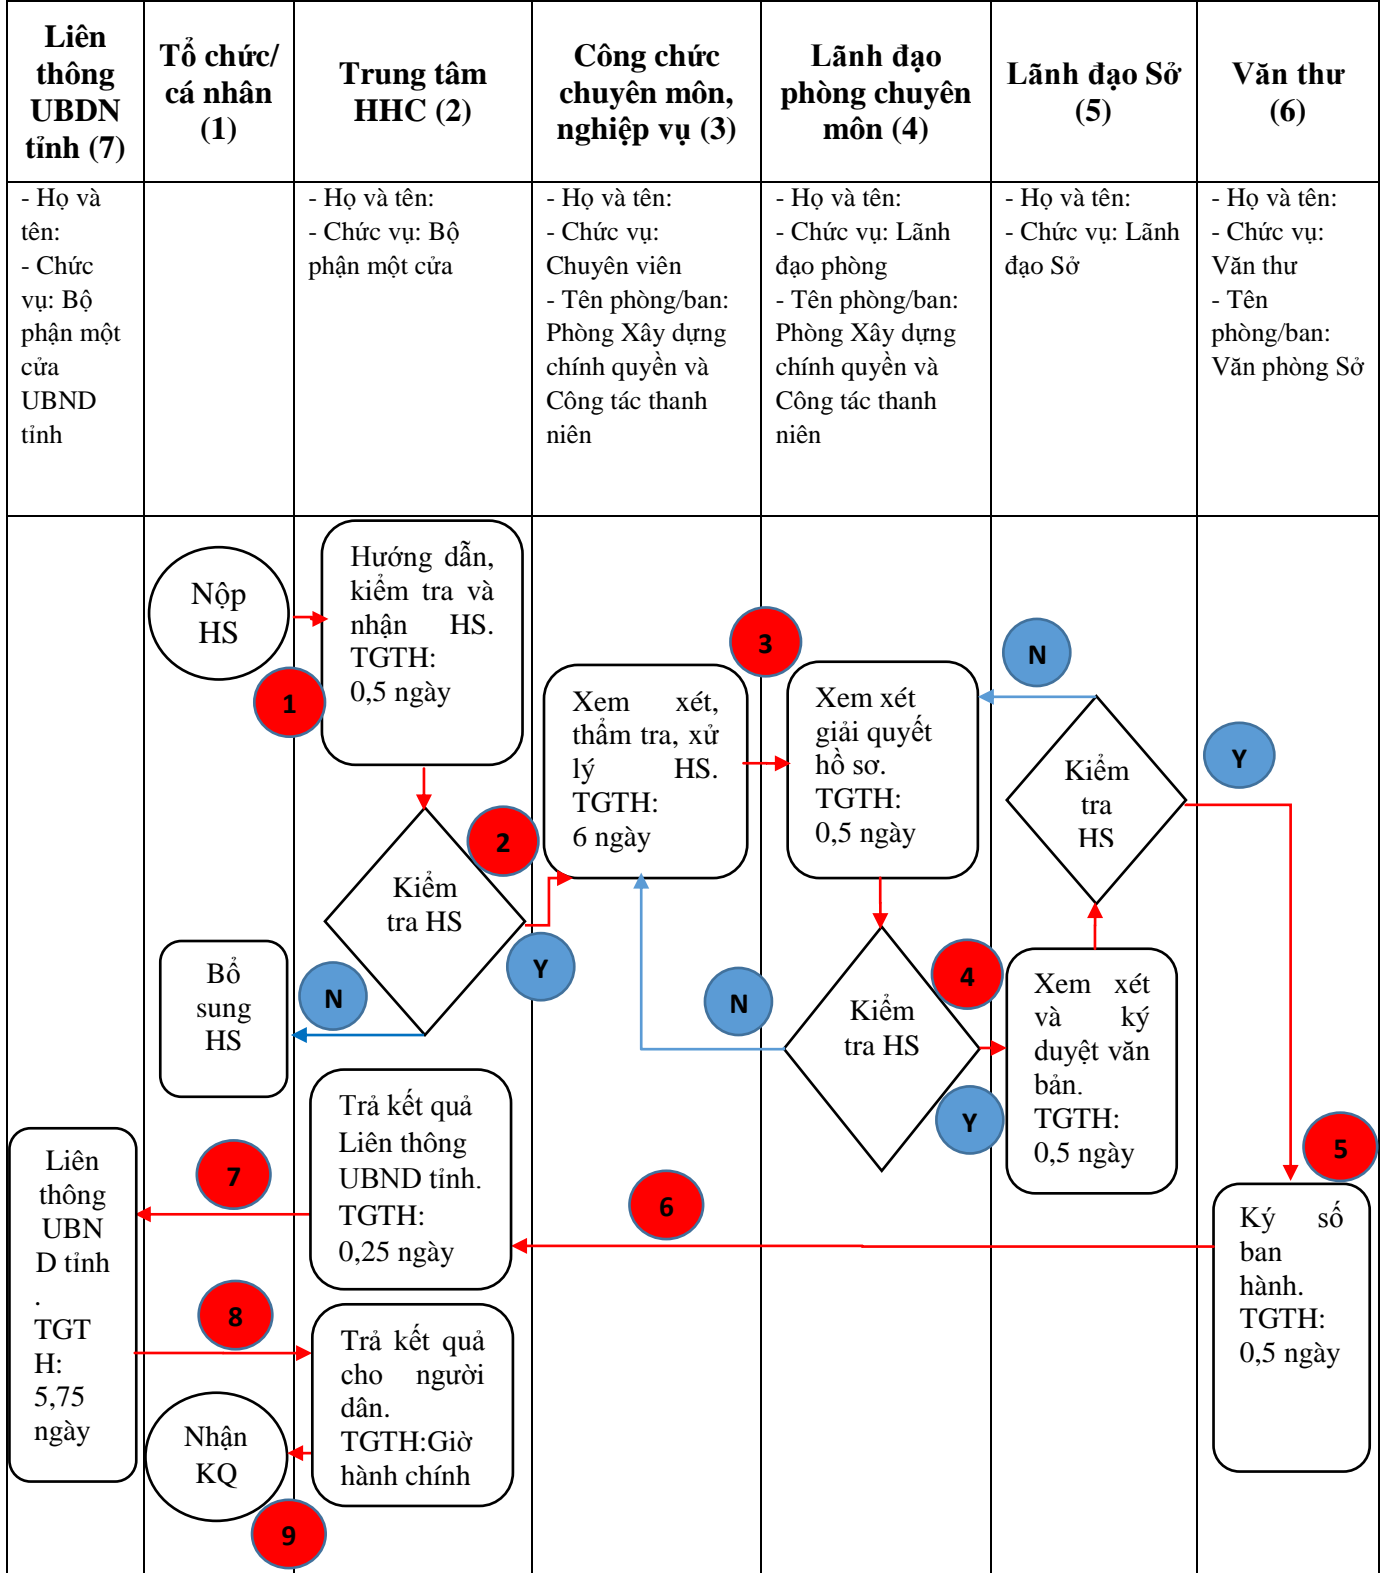 Liên
thông
UBDN
tỉnh (7)
Tổ chức/
cá nhân
(1)
Trung tâm
HHC (2)
Công chức
chuyên môn,
nghiệp vụ (3)
Lãnh đạo
phòng chuyên
môn (4)
Lãnh đạo Sở
(5)
Văn thư
(6)
- Họ và
tên:
- Chức
vụ: Bộ
phận một
cửa
UBND
tỉnh
- Họ và tên:
- Chức vụ: Bộ
phận một cửa
- Họ và tên:
- Chức vụ:
Chuyên viên
- Tên phòng/ban:
Phòng Xây dựng
chính quyền và
Công tác thanh
niên
- Họ và tên:
- Chức vụ: Lãnh
đạo phòng
- Tên phòng/ban:
Phòng Xây dựng
chính quyền và
Công tác thanh
niên
- Họ và tên:
- Chức vụ: Lãnh
đạo Sở
- Họ và tên:
- Chức vụ:
Văn thư
- Tên
phòng/ban:
Văn phòng Sở
Nộp
HS
1
Hướng dẫn,
kiểm tra và
nhận HS.
TGTH:
0,5 ngày
2
Kiểm
tra HS
Y
N
Bổ
sung
HS
Xem xét,
thẩm tra, xử
lý HS.
TGTH:
6 ngày
3
Xem xét
giải quyết
hồ sơ.
TGTH:
0,5 ngày
Kiểm
tra HS
N
Y
4
Xem xét
và ký
duyệt văn
bản.
TGTH:
0,5 ngày
Kiểm
tra
HS
N
Y
5
Ký số
ban
hành.
TGTH:
0,5 ngày
6
Trả kết quả
Liên thông
UBND tỉnh.
TGTH:
0,25 ngày
7
Liên
thông
UBN
D tỉnh
.
TGT
H:
5,75
ngày
8
Trả kết quả
cho người
dân.
TGTH:Giờ
hành chính
Nhận
KQ
9